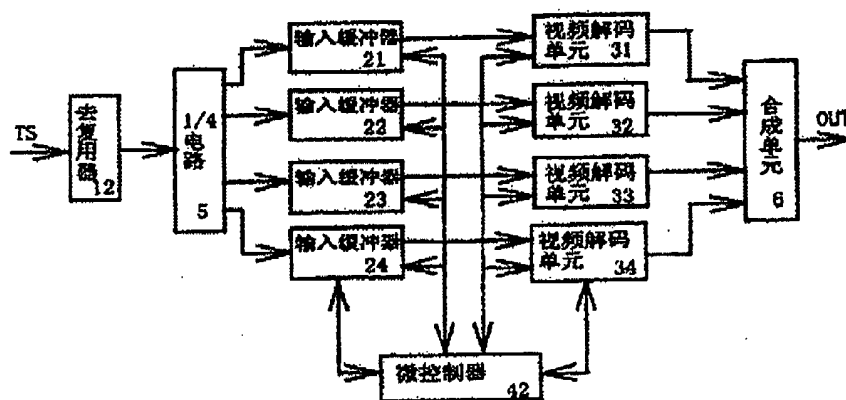 TS
去复用器
12
1/4
电路
5
输入缓冲器
21
输入缓冲器
22
输入缓冲器
23
输入缓冲器
24
视频解码
单元 31
视频解码
单元 32
视频解码
单元 33
视频解码
单元 34
合成单元
6
OUT
微控制器
42